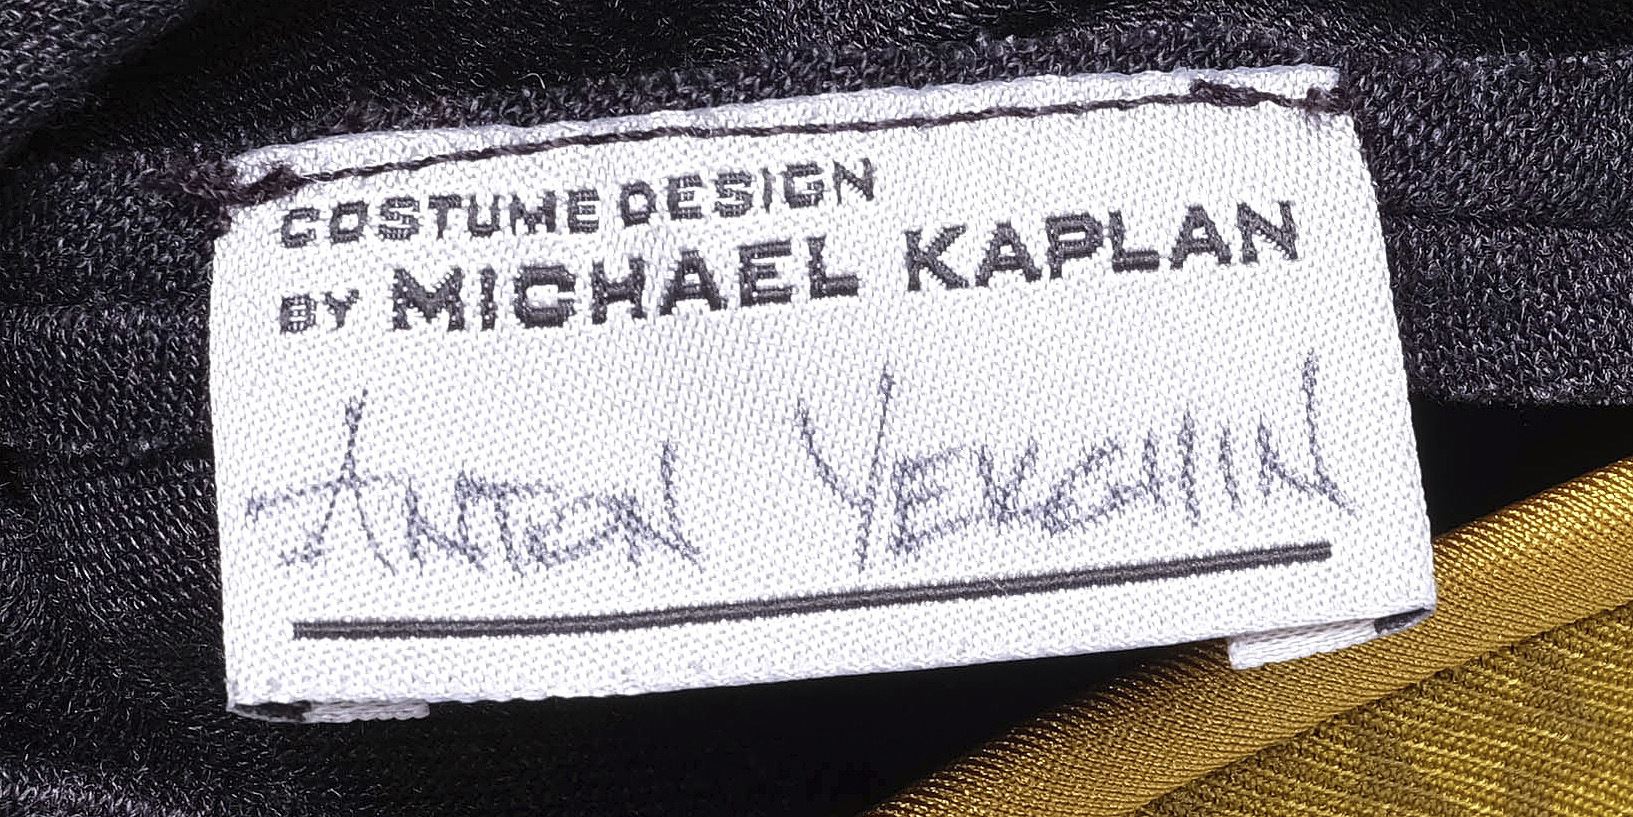 COSTUME DESIGN
BY MICHAEL KAPLAN
ANTON YELCHIN